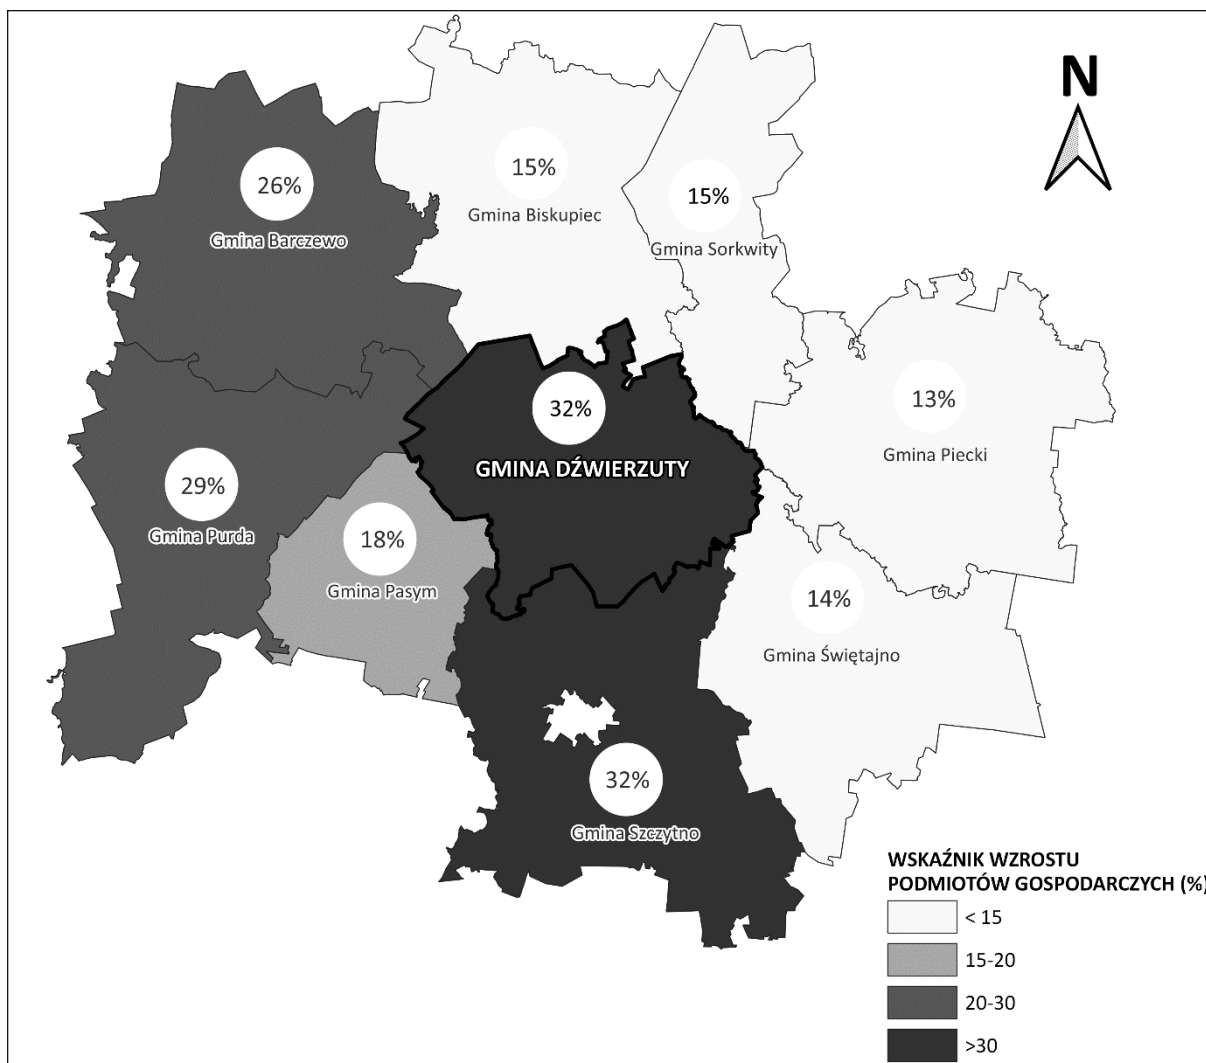 N
15%
Gmina Biskupiec
26%
Gmina Barczewo
15%
Gmina Sorkwity
13%
Gmina Piecki
32%
GMINA DŹWIERZUTY
29%
Gmina Purda
18%
Gmina Pasym
14%
Gmina Świętajno
32%
Gmina Szczytno
WSKAŹNIK WZROSTU
PODMIOTÓW GOSPODARCZYCH (%)
< 15
15-20
20-30
>30